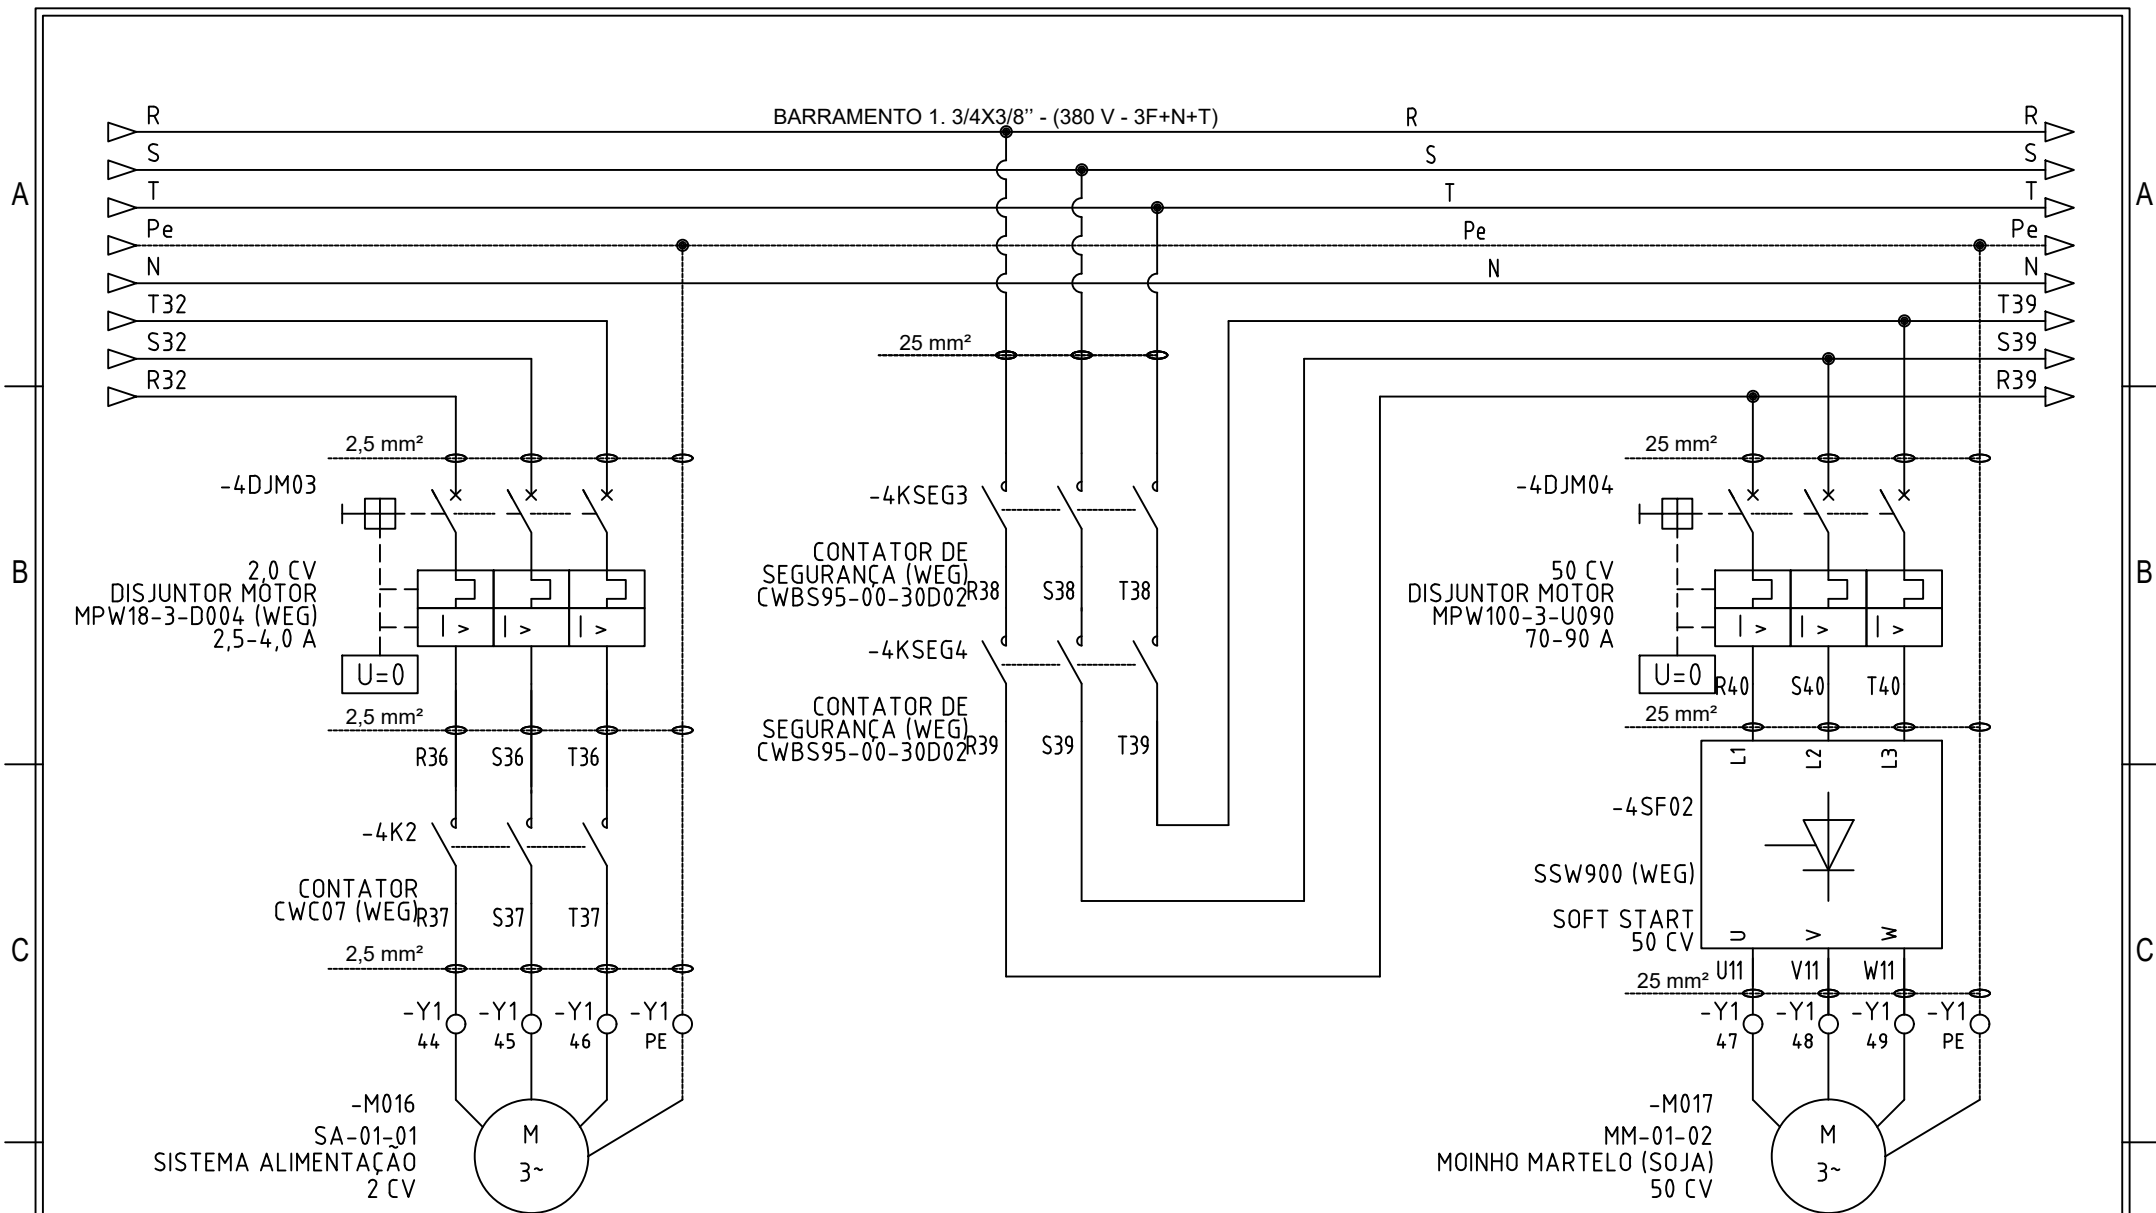 BARRAMENTO 1. 3/4X3/8’’ - (380 V - 3F+N+T)
R
R
R
S
S
S
T
T
T
Pe
Pe
Pe
N
N
N
T32
T39
S32
S39
R32
R39
A
A
B
B
C
C
2,5 mm²
-4DJM03
2,0 CV
DISJUNTOR MOTOR
MPW18-3-D004 (WEG)
2,5-4,0 A
I >
I >
I >
U=0
2,5 mm²
R36
S36
T36
-4K2
CONTATOR
CWC07 (WEG)
R37
S37
T37
2,5 mm²
-Y1
44
-Y1
45
-Y1
46
-Y1
PE
-M016
SA-01-01
SISTEMA ALIMENTAÇÃO
2 CV
M
3~
25 mm²
-4KSEG3
CONTATOR DE
SEGURANÇA (WEG)
CWBS95-00-30D02
R38
S38
T38
-4KSEG4
CONTATOR DE
SEGURANÇA (WEG)
CWBS95-00-30D02
R39
S39
T39
25 mm²
-4DJM04
50 CV
DISJUNTOR MOTOR
MPW100-3-U090
70-90 A
I >
I >
I >
U=0
R40
S40
T40
25 mm²
L1
L2
L3
-4SF02
SSW900 (WEG)
SOFT START
50 CV
U
V
W
U11
V11
W11
25 mm²
-Y1
47
-Y1
48
-Y1
49
-Y1
PE
-M017
MM-01-02
MOINHO MARTELO (SOJA)
50 CV
M
3~